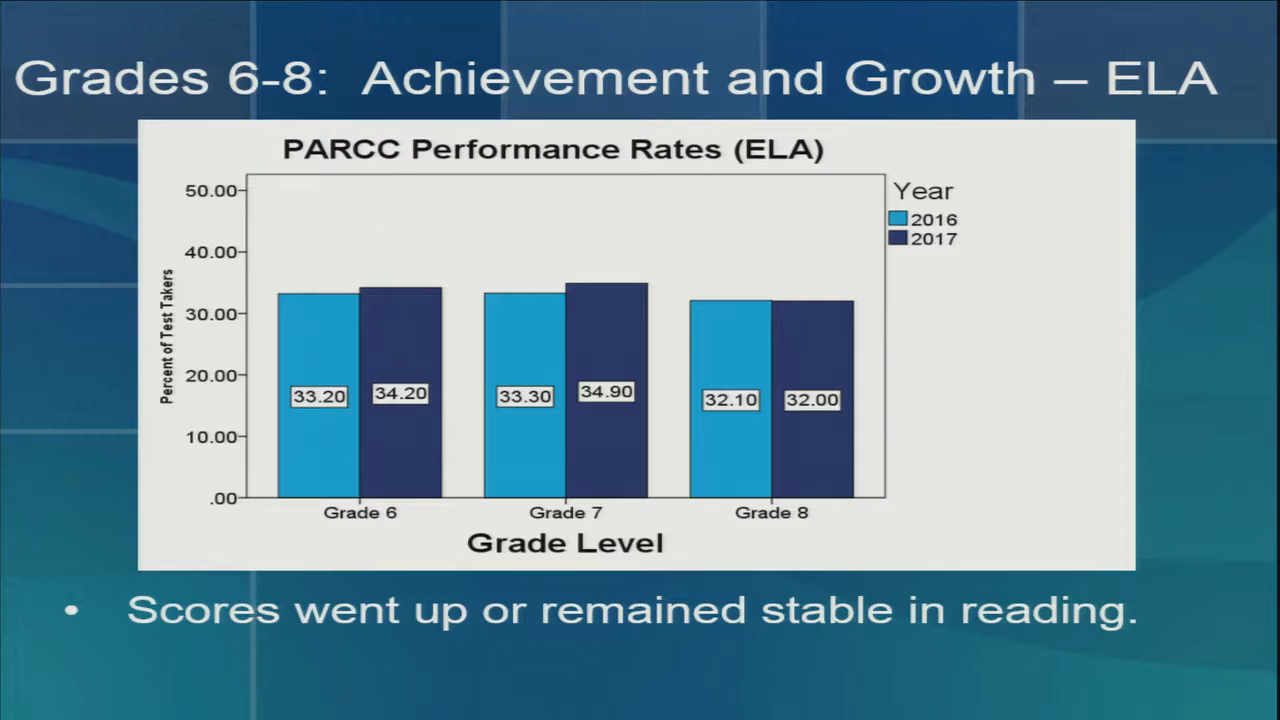 Grades 6-8: Achievement and Growth – ELA
PARCC Performance Rates (ELA)
Year
2016
2017
Percent of Test Takers
50.00
40.00
30.00
20.00
10.00
.00
33.20
34.20
33.30
34.90
32.10
32.00
Grade 6
Grade 7
Grade 8
Grade Level
• Scores went up or remained stable in reading.